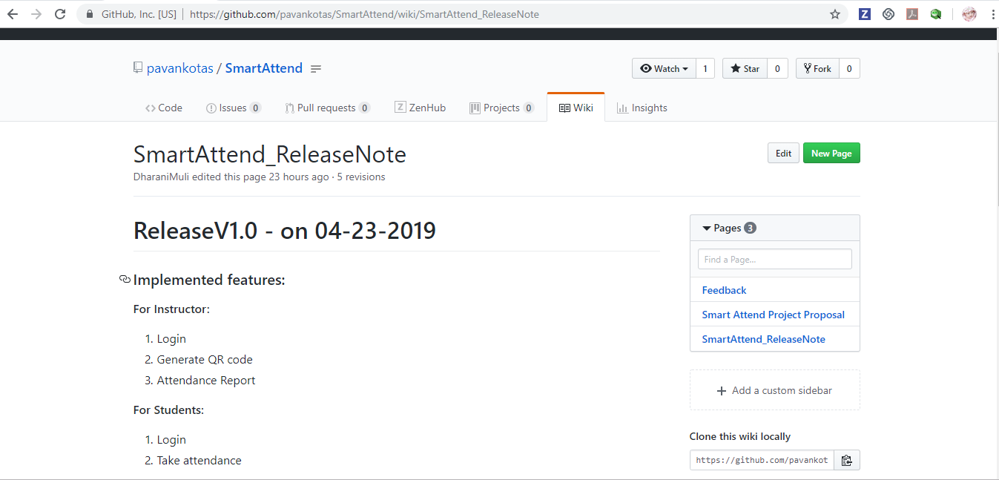 GitHub, Inc. [US] | https://github.com/pavankotas/SmartAttend/wiki/SmartAttend_ReleaseNote
Z
pavankotas / SmartAttend
Watch 1 Star 0 Fork 0
<> Code Issues 0 Pull requests 0 Z ZenHub Projects 0 Wiki Insights
SmartAttend_ReleaseNote
Edit New Page
DharaniMuli edited this page 23 hours ago · 5 revisions
ReleaseV1.0 - on 04-23-2019
Implemented features:
For Instructor:
1. Login
2. Generate QR code
3. Attendance Report
For Students:
1. Login
2. Take attendance
Pages 3
Find a Page...
Feedback
Smart Attend Project Proposal
SmartAttend_ReleaseNote
+ Add a custom sidebar
Clone this wiki locally
https://github.com/pavankot